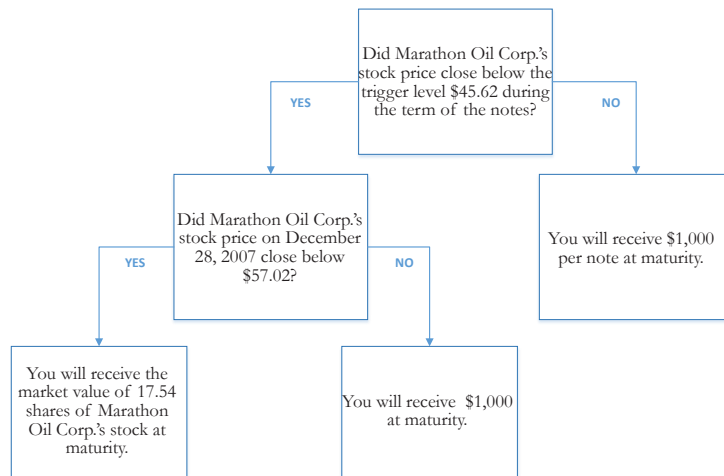 Did Marathon Oil Corp.'s
stock price close below the
trigger level $45.62 during
the term of the notes?
YES
NO
Did Marathon Oil Corp.'s
stock price on December
28, 2007 close below
$57.02?
You will receive $1,000
per note at maturity.
YES
NO
You will receive the
market value of 17.54
shares of Marathon
Oil Corp.'s stock at
maturity.
You will receive $1,000
at maturity.